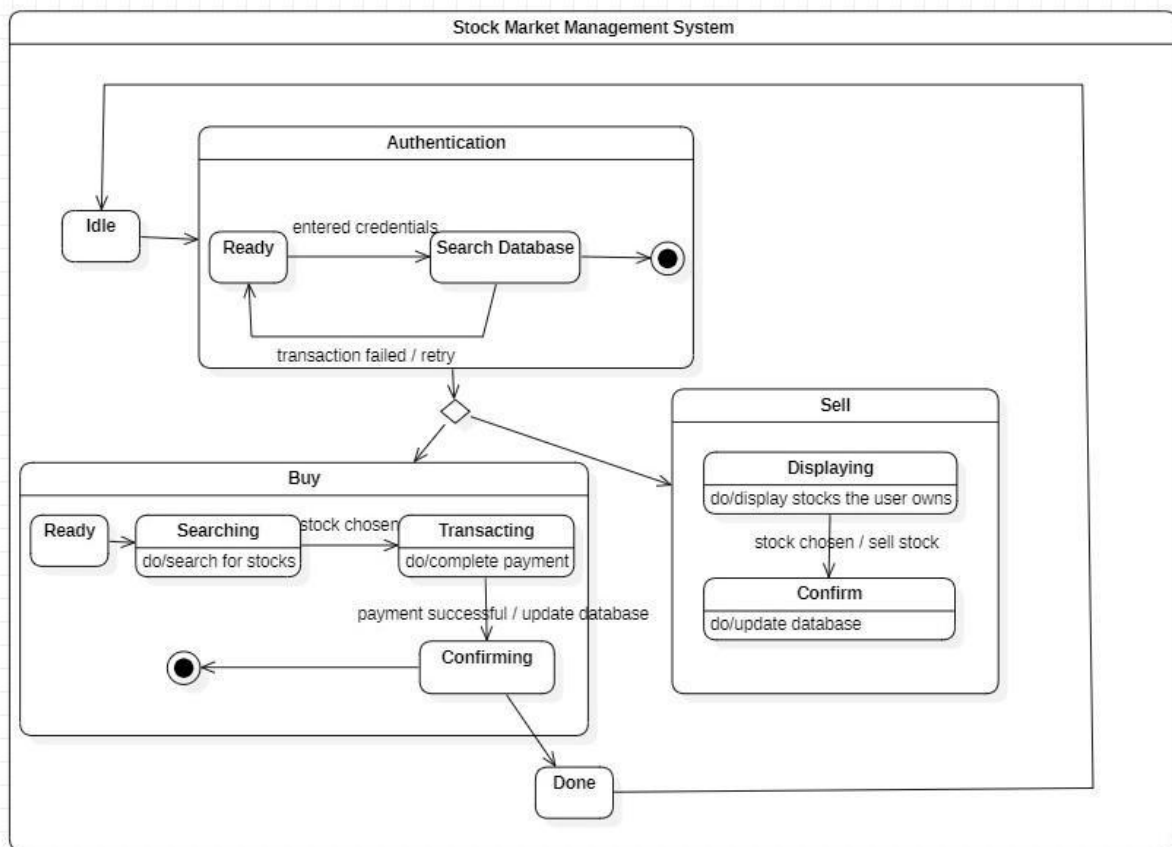 Stock Market Management System
Authentication
Idle
Ready
entered credentials
Search Database
transaction failed / retry
Sell
Displaying
do/display stocks the user owns
stock chosen / sell stock
Confirm
do/update database
Buy
Ready
Searching
do/search for stocks
stock chosen
Transacting
do/complete payment
payment successful / update database
Confirming
Done